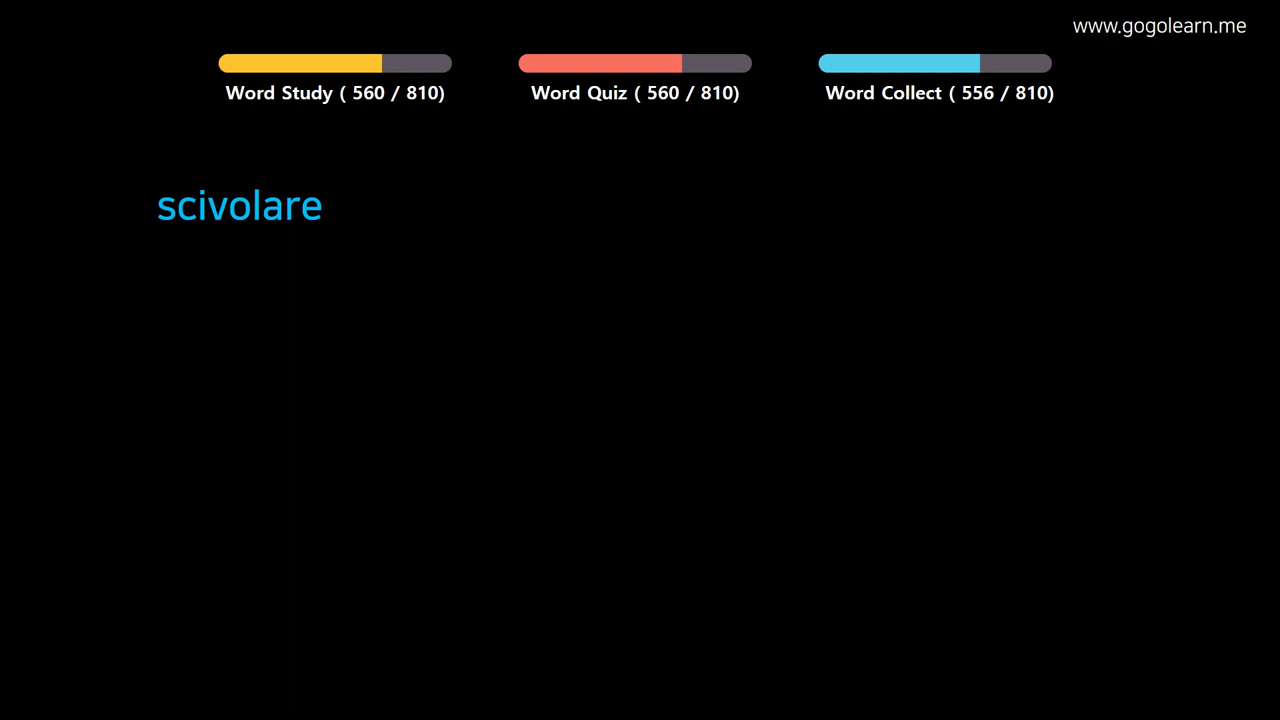 www.gogolearn.me
Word Study ( 560 / 810)
Word Quiz ( 560 / 810)
Word Collect ( 556 / 810)
scivolare